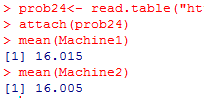 > prob24<- read.table("ht
> attach(prob24)
> mean(Machine1)
[1] 16.015
> mean(Machine2)
[1] 16.005